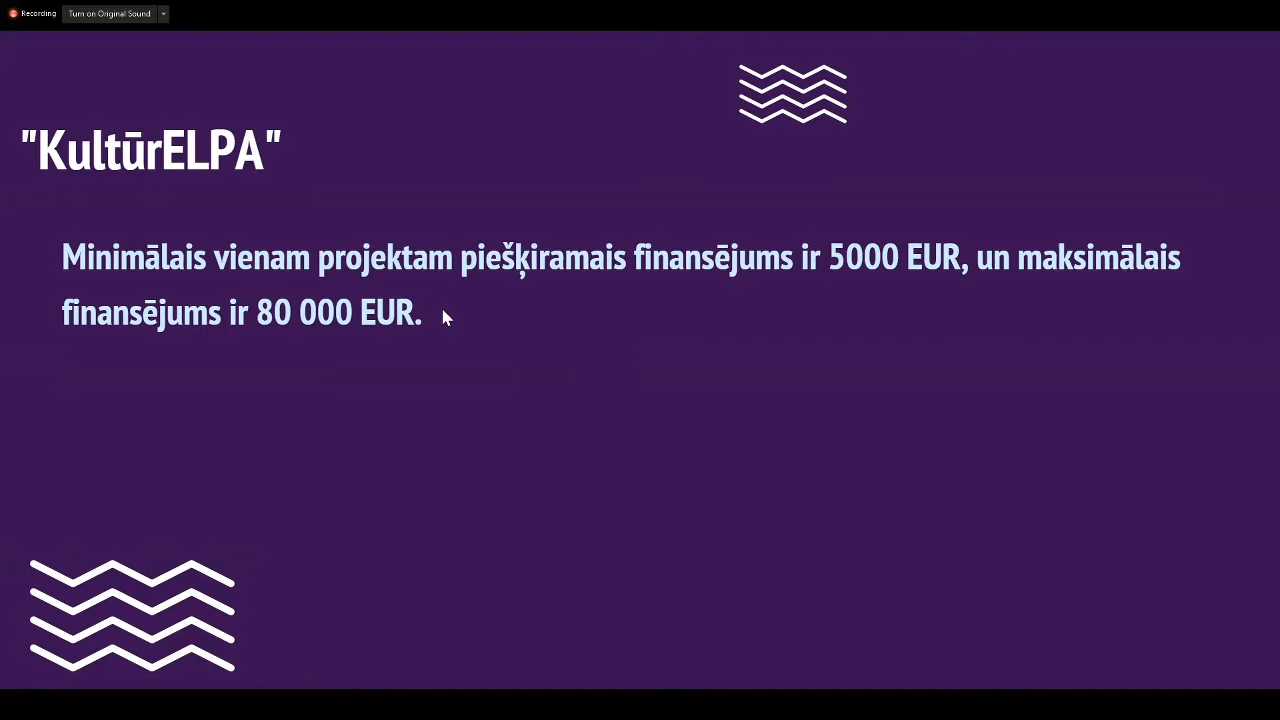 Recording
Turn on Original Sound
"KultūrELPA"
Minimālais vienam projektam piešķiramais finansējums ir 5000 EUR, un maksimālais
finansējums ir 80 000 EUR.